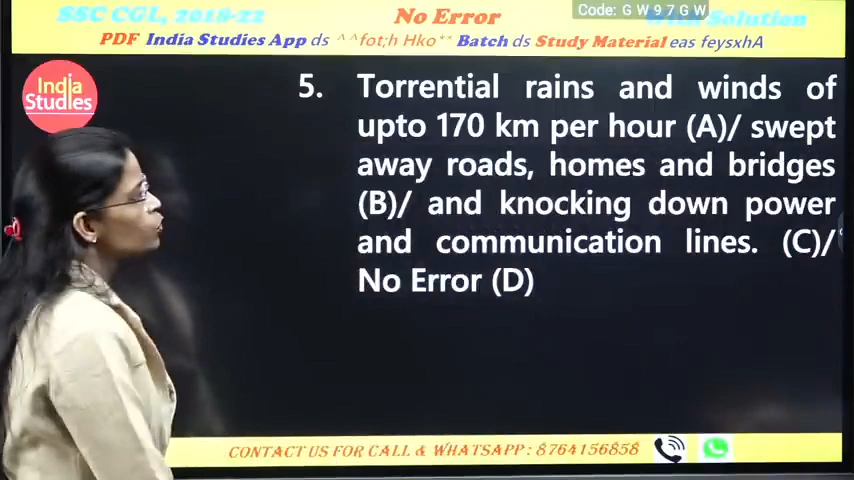 SSC CGL, 2018-22
No Error
Code: G W 9 7 G W
With Solution
PDF India Studies App ds ^^fot;h Hko** Batch ds Study Material eas feysxhA
India
Studies
5. Torrential rains and winds of
upto 170 km per hour (A)/ swept
away roads, homes and bridges
(B)/ and knocking down power
and communication lines. (C)/
No Error (D)
CONTACT US FOR CALL & WHATSAPP : 8764156858